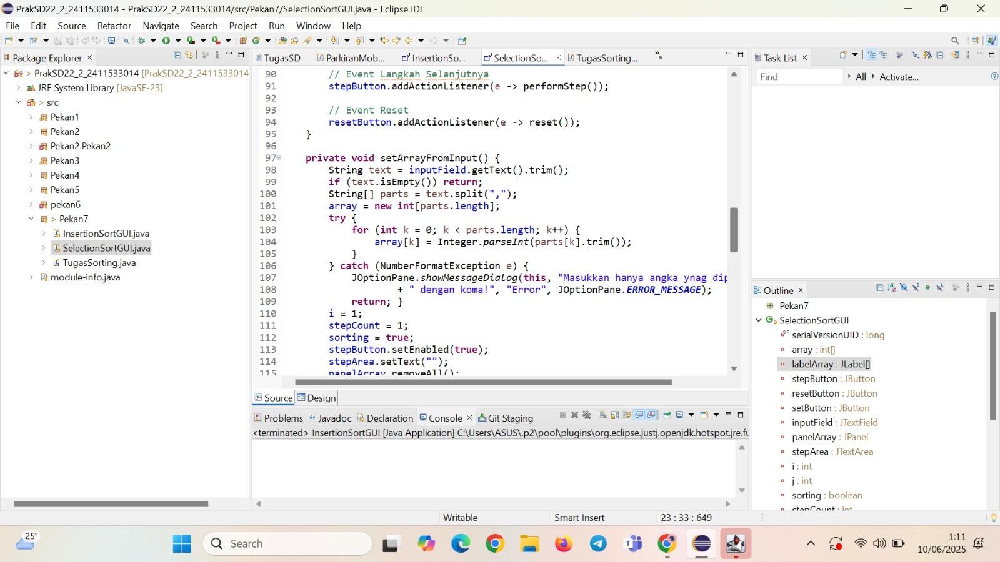 PrakSD22_2_2411533014 - PrakSD22_2_2411533014/src/Pekan7/SelectionSortGUI.java - Eclipse IDE
File Edit Source Refactor Navigate Search Project Run Window Help
Package Explorer
> PrakSD22_2_2411533014 [PrakSD22_2_2411533014
JRE System Library [JavaSE-23]
> src
Pekan1
Pekan2
Pekan2.Pekan2
Pekan3
Pekan4
Pekan5
pekan6
> Pekan7
InsertionSortGUI.java
SelectionSortGUI.java
TugasSorting.java
module-info.java
TugasSD ParkiranMob... InsertionSo... SelectionSo... TugasSorting... »8
90 // Event Langkah Selanjutnya
91 stepButton.addActionListener(e -> performStep());
92
93 // Event Reset
94 resetButton.addActionListener(e -> reset());
95 }
96
97 private void setArrayFromInput() {
98 String text = inputField.getText().trim();
99 if (text.isEmpty()) return;
100 String[] parts = text.split(",");
101 array = new int[parts.length];
102 try {
103 for (int k = 0; k < parts.length; k++) {
104 array[k] = Integer.parseInt(parts[k].trim());
105 }
106 } catch (NumberFormatException e) {
107 JOptionPane.showMessageDialog(this, "Masukkan hanya angka ynag dip
108 + " dengan koma!", "Error", JOptionPane.ERROR_MESSAGE);
109 return; }
110 i = 1;
111 stepCount = 1;
112 sorting = true;
113 stepButton.setEnabled(true);
114 stepArea.setText("");
115 panelArray.removeAll();
Source Design
Problems Javadoc Declaration Console Git Staging
<terminated> InsertionSortGUI [Java Application] C:\Users\ASUS\.p2\pool\plugins\org.eclipse.justj.openjdk.hotspot.jre.fu
Task List
Find All Activate...
Outline
Pekan7
SelectionSortGUI
serialVersionUID : long
array : int[]
labelArray : JLabel[]
stepButton : JButton
resetButton : JButton
setButton : JButton
inputField : JTextField
panelArray : JPanel
stepArea : JTextArea
i : int
j : int
sorting : boolean
stepCount : int
Writable Smart Insert 23 : 33 : 649
25°
Search
1:11
10/06/2025